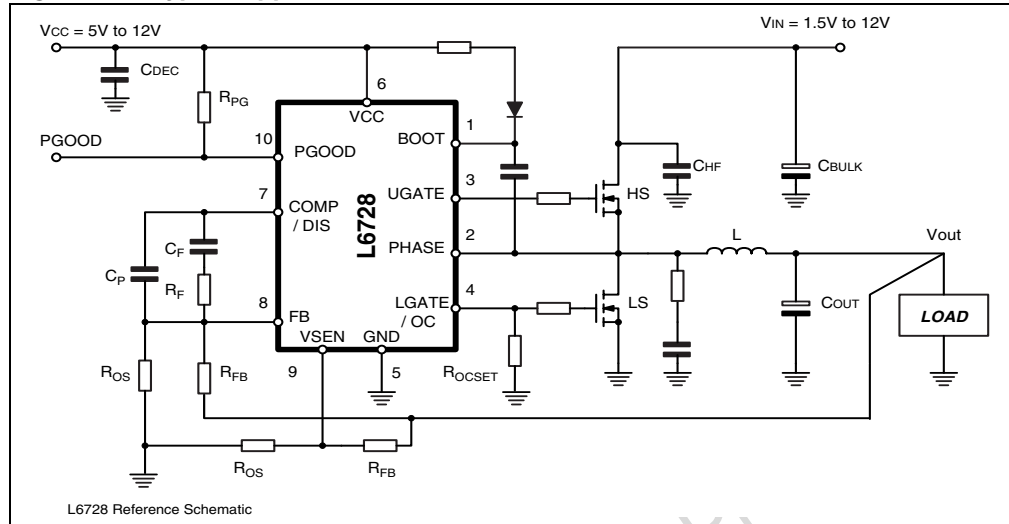 VCC = 5V to 12V
VIN = 1.5V to 12V
CDEC
6
RPG
VCC
1
BOOT
PGOOD
10
PGOOD
3
CHF
CBULK
UGATE
HS
7
COMP
/ DIS
L6728
2
PHASE
L
Vout
CF
CP
RF
4
LGATE
/ OC
LS
COUT
LOAD
8
FB
VSEN
GND
ROS
RFB
9
5
ROCSET
ROS
RFB
L6728 Reference Schematic